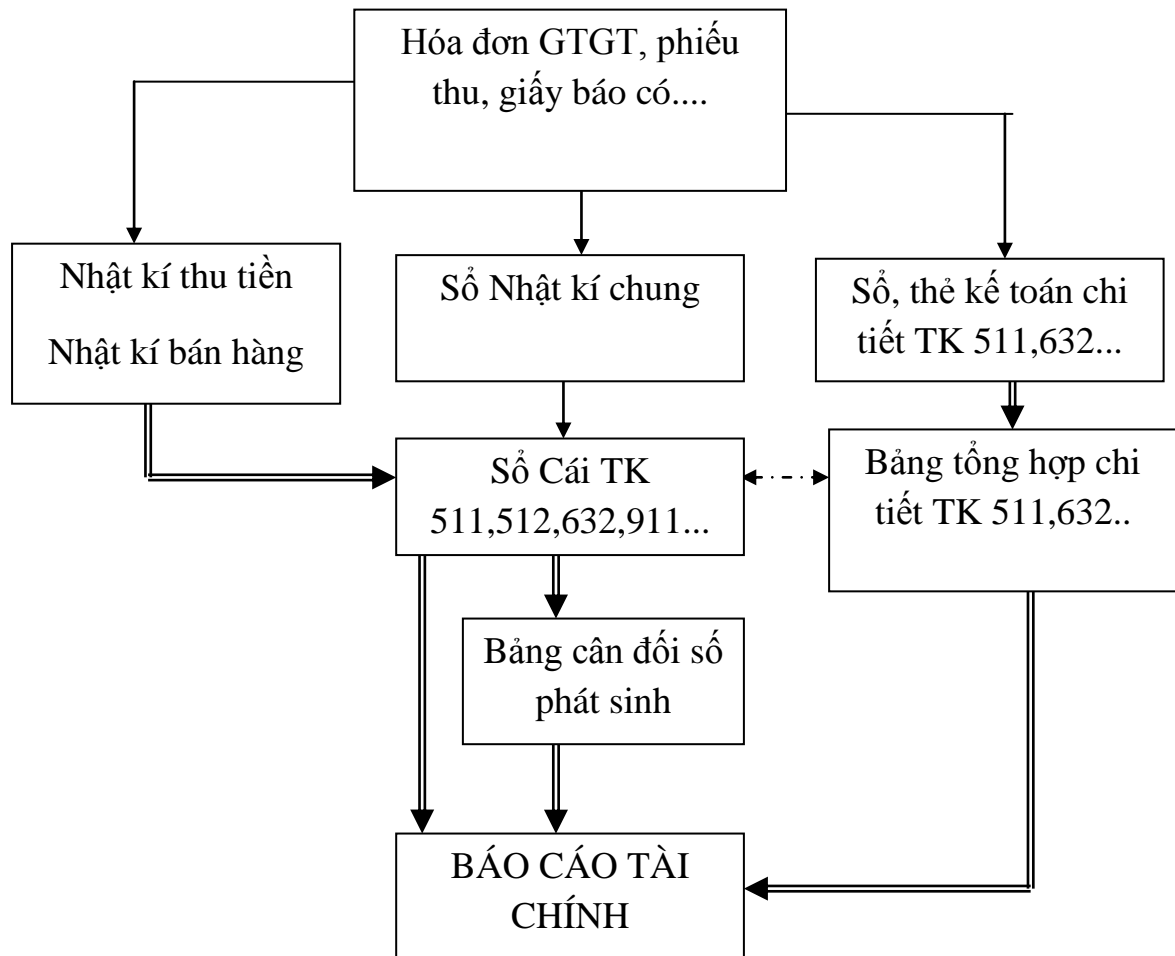 Hóa đơn GTGT, phiếu
thu, giấy báo có....
Nhật kí thu tiền
Nhật kí bán hàng
Sổ Nhật kí chung
Sổ, thẻ kế toán chi
tiết TK 511,632...
Sổ Cái TK
511,512,632,911...
Bảng tổng hợp chi
tiết TK 511,632..
Bảng cân đối số
phát sinh
BÁO CÁO TÀI
CHÍNH